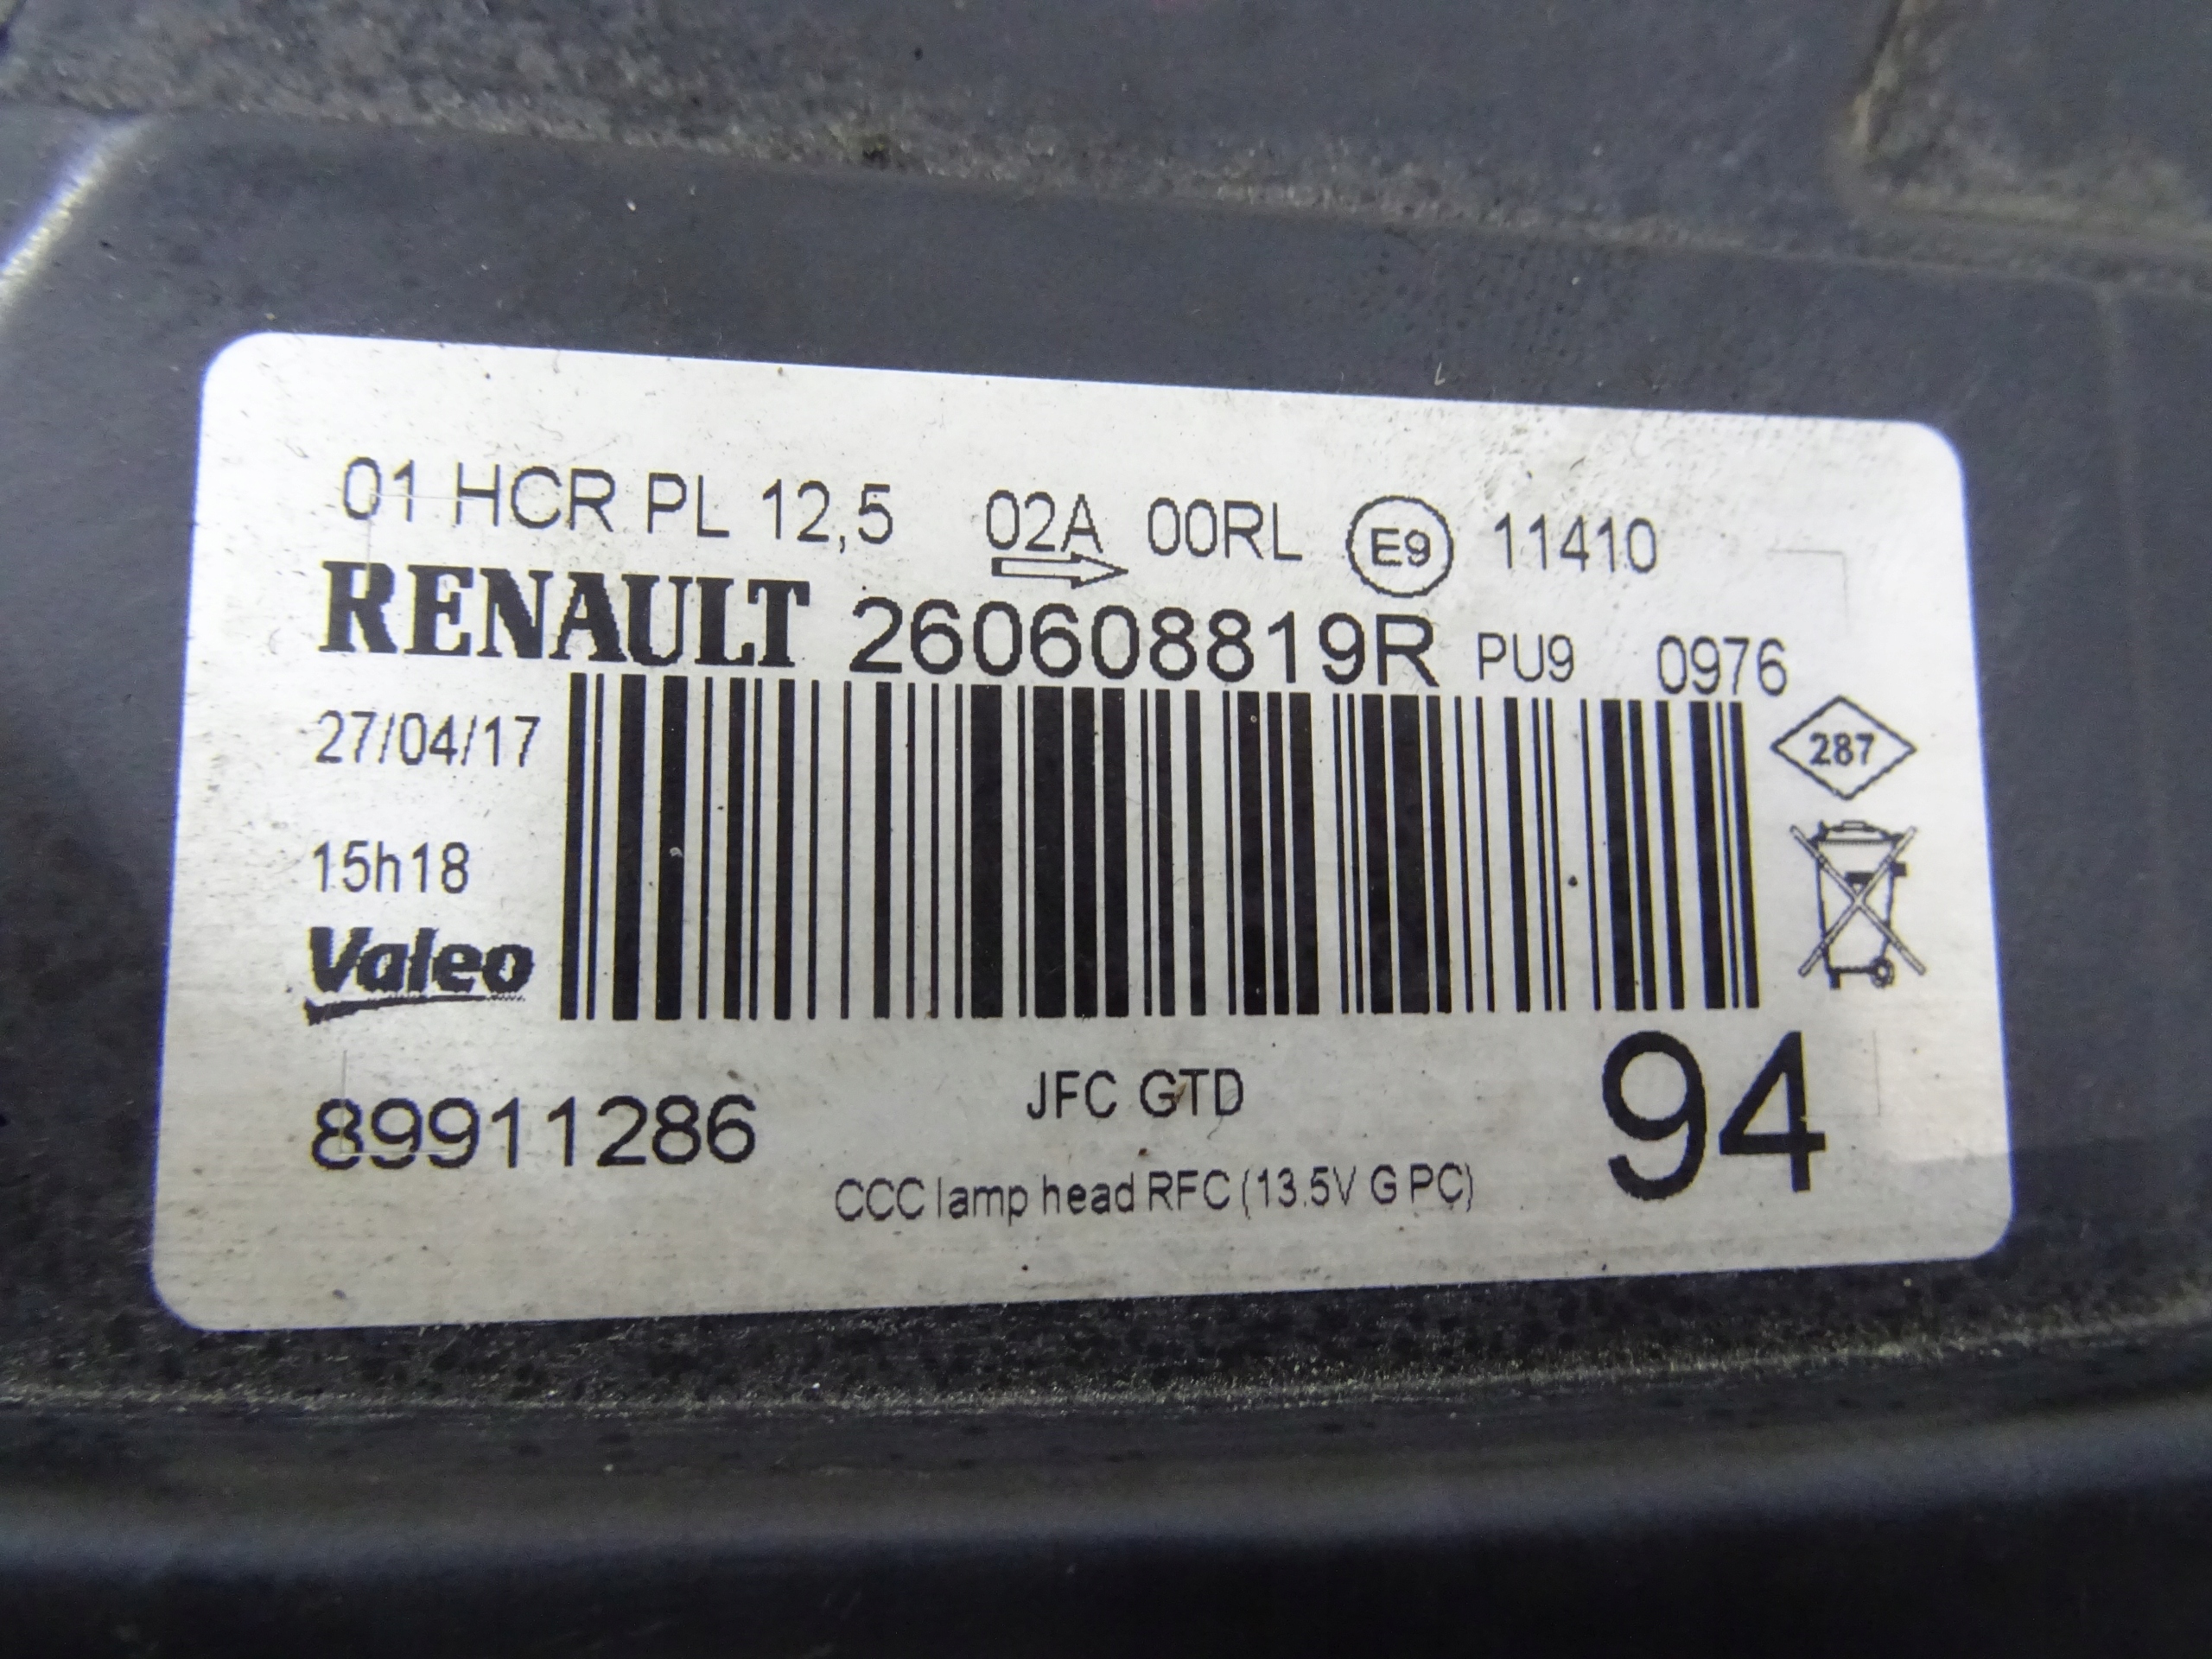 01 HCR PL 12,5 02A 00RL E9 11410
RENAULT 260608819R PU9 0976
27/04/17
287
15h18
Valeo
89911286
JFC GTD
94
CCC lamp head RFC (13.5V G PC)